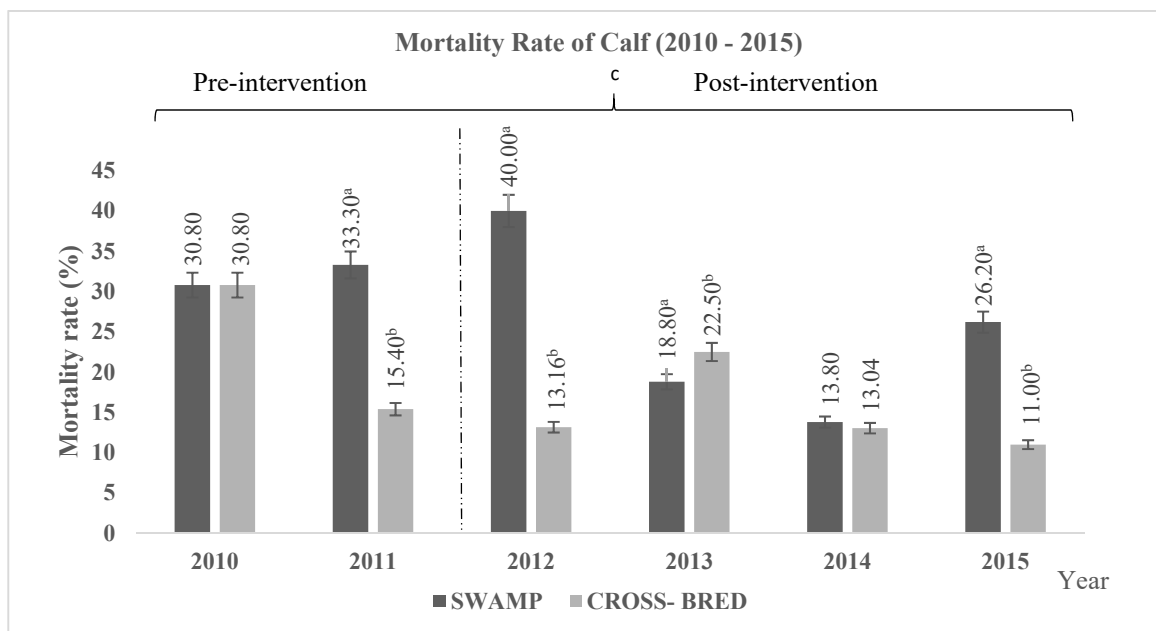 Mortality Rate of Calf (2010 - 2015)
Pre-intervention
c
Post-intervention
Mortality rate (%)
45
40
35
30
25
20
15
10
5
0
30.80
30.80
33.30ᵃ
15.40ᵇ
40.00ᵃ
13.16ᵇ
18.80ᵃ
22.50ᵇ
13.80
13.04
26.20ᵃ
11.00ᵇ
2010 2011 2012 2013 2014 2015
Year
SWAMP CROSS- BRED